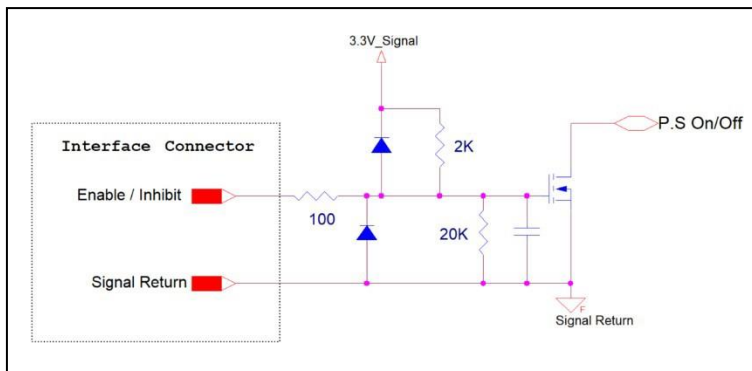 3.3V_Signal
P.S On/Off
Interface Connector
2K
Enable / Inhibit
100
20K
Signal Return
F
Signal Return